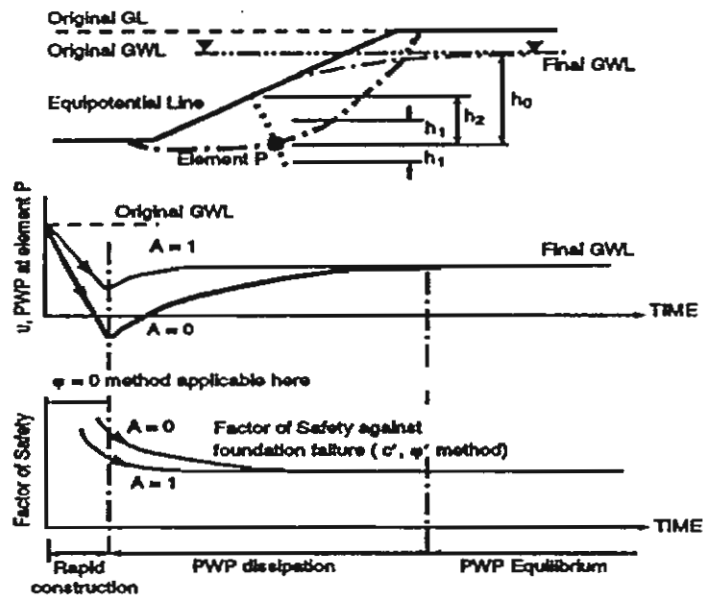 Original GL
Original GWL
Final GWL
Equipotential Line
h₀
h₂
h₁
Element P
h₁
u, PWP at element P
Original GWL
A = 1
Final GWL
A = 0
TIME
φ = 0 method applicable here
Factor of Safety
A = 0
Factor of Safety against
foundation failure ( c', φ' method)
A = 1
TIME
Rapid
construction
PWP dissipation
PWP Equilibrium